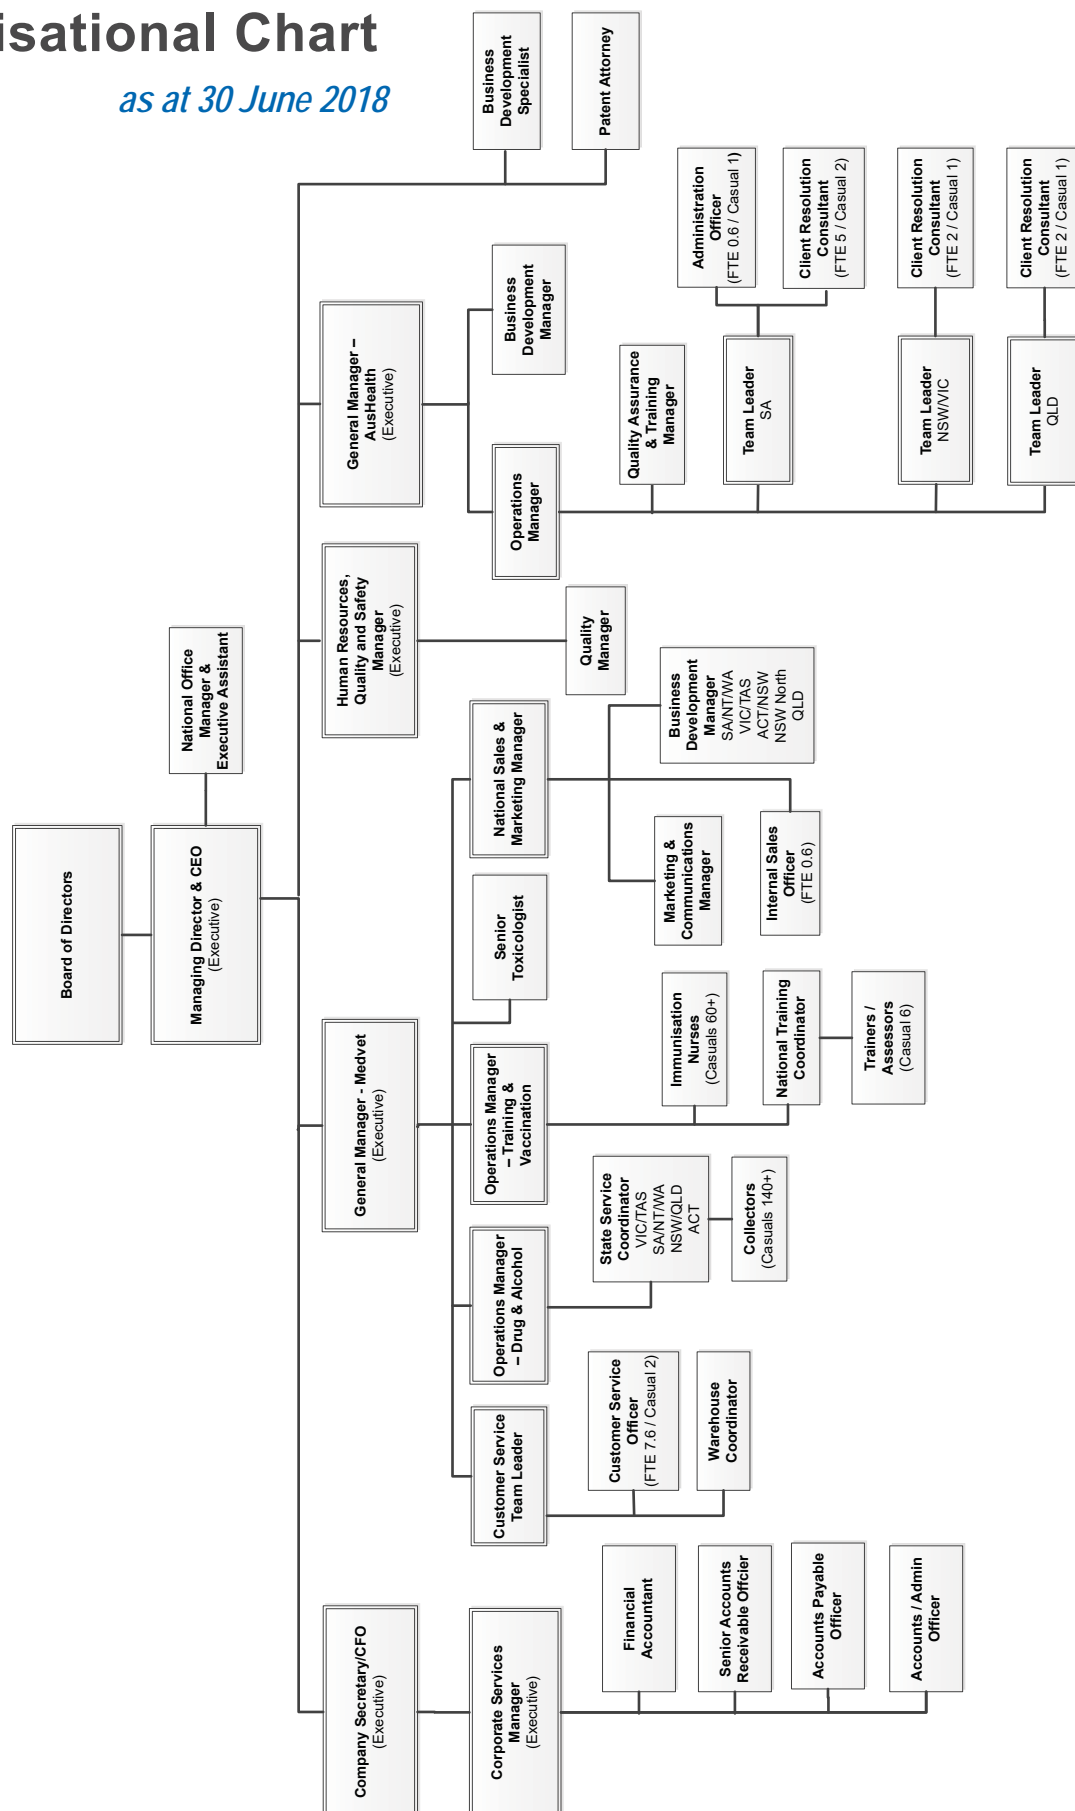 isational Chart
as at 30 June 2018
Board of Directors
Managing Director & CEO
(Executive)
National Office
Manager &
Executive Assistant
Company Secretary/CFO
(Executive)
General Manager - Medvet
(Executive)
Human Resources,
Quality and Safety
Manager
(Executive)
General Manager –
AusHealth
(Executive)
Business
Development
Specialist
Patent Attorney
Corporate Services
Manager
(Executive)
Financial
Accountant
Senior Accounts
Receivable Offcier
Accounts Payable
Officer
Accounts / Admin
Officer
Customer Service
Team Leader
Customer Service
Officer
(FTE 7.6 / Casual 2)
Warehouse
Coordinator
Operations Manager
– Drug & Alcohol
State Service
Coordinator
VIC/TAS
SA/NT/WA
NSW/QLD
ACT
Collectors
(Casuals 140+)
Operations Manager
– Training &
Vaccination
Immunisation
Nurses
(Casuals 60+)
National Training
Coordinator
Trainers /
Assessors
(Casual 6)
Senior
Toxicologist
National Sales &
Marketing Manager
Marketing &
Communications
Manager
Internal Sales
Officer
(FTE 0.6)
Business
Development
Manager
SA/NT/WA
VIC/TAS
ACT/NSW
NSW North
QLD
Quality
Manager
Operations
Manager
Business
Development
Manager
Quality Assurance
& Training
Manager
Team Leader
SA
Administration
Officer
(FTE 0.6 / Casual 1)
Client Resolution
Consultant
(FTE 5 / Casual 2)
Team Leader
NSW/VIC
Client Resolution
Consultant
(FTE 2 / Casual 1)
Team Leader
QLD
Client Resolution
Consultant
(FTE 2 / Casual 1)